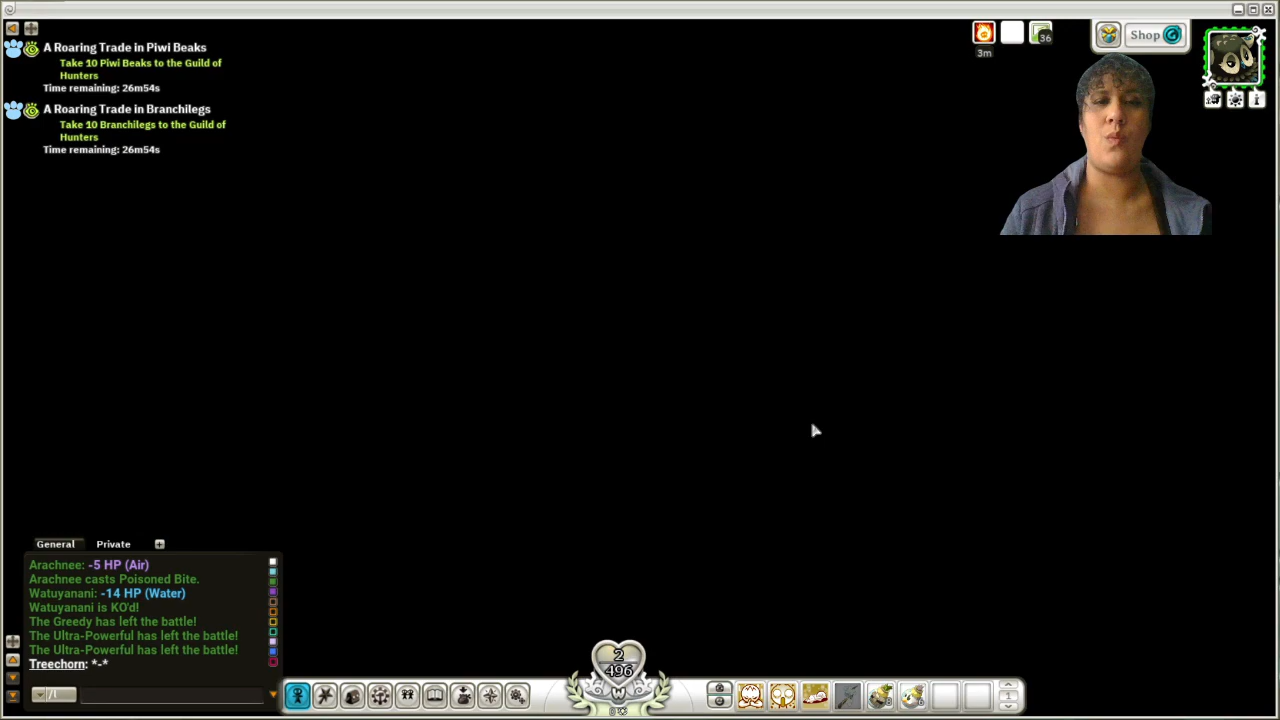 A Roaring Trade in Piwi Beaks
Take 10 Piwi Beaks to the Guild of
Hunters
Time remaining: 26m54s
A Roaring Trade in Branchilegs
Take 10 Branchilegs to the Guild of
Hunters
Time remaining: 26m54s
3m
36
Shop
General Private
Arachnee: -5 HP (Air)
Arachnee casts Poisoned Bite.
Watuyanani: -14 HP (Water)
Watuyanani is KO'd!
The Greedy has left the battle!
The Ultra-Powerful has left the battle!
The Ultra-Powerful has left the battle!
Treechorn: *-*
/1
2
496
W
1